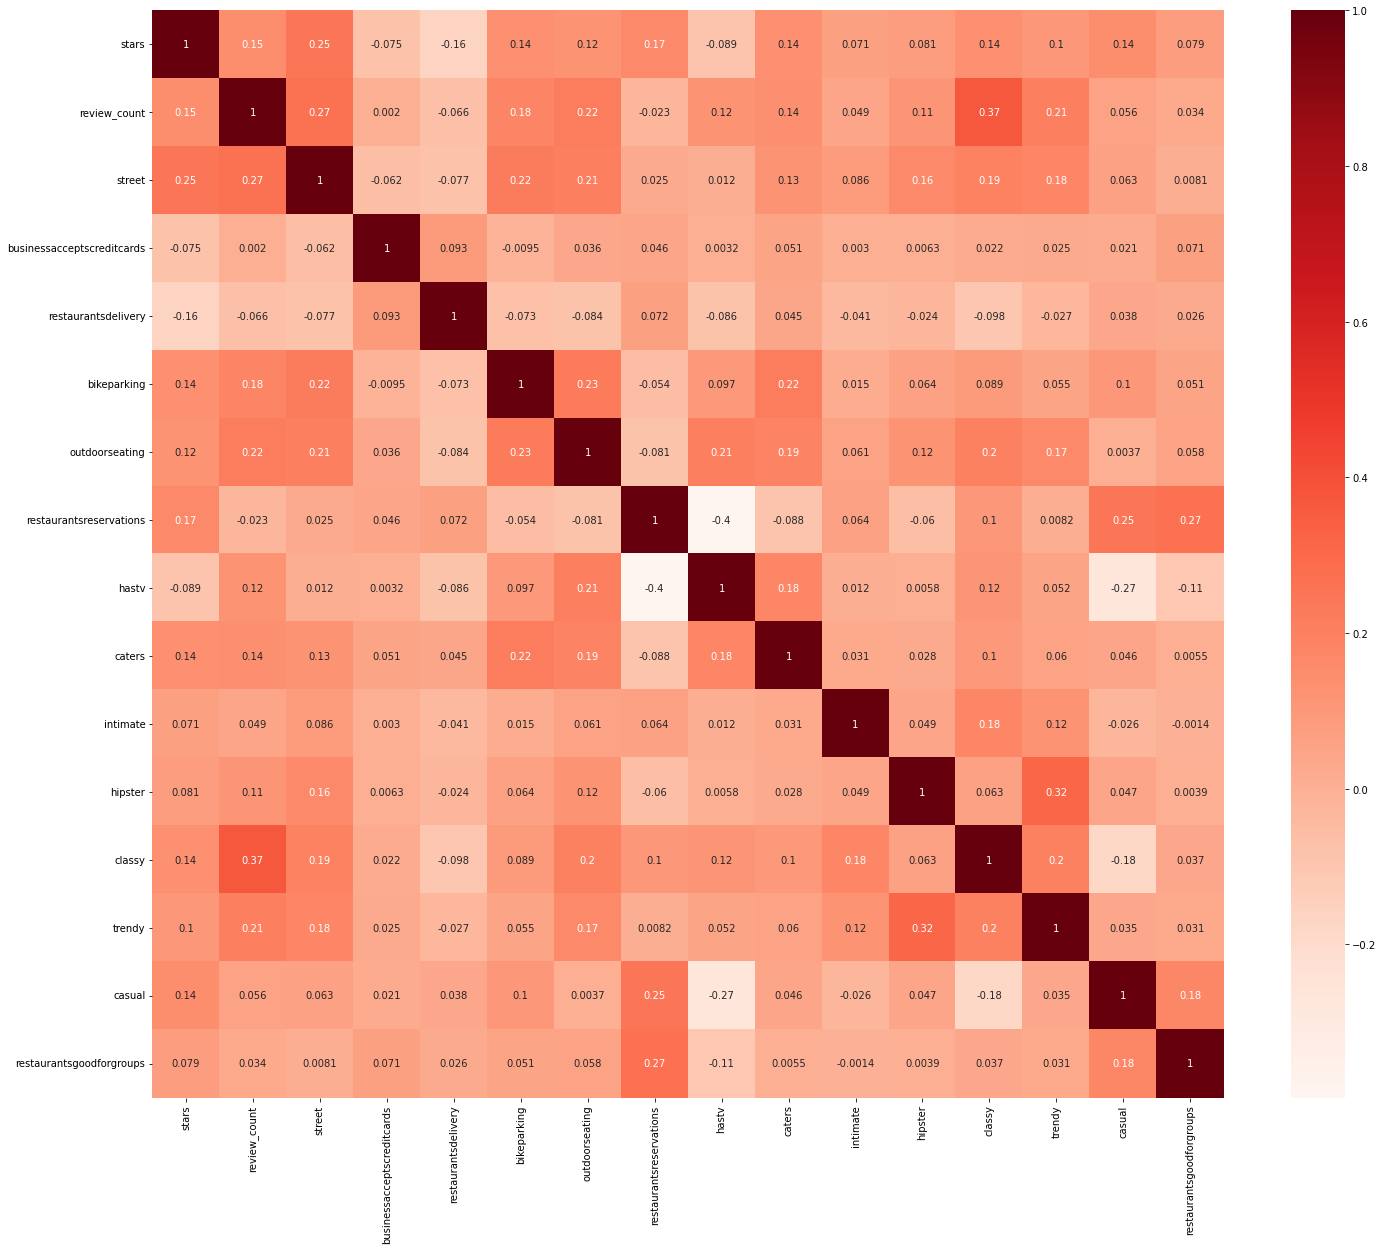 stars 1 0.15 0.25 -0.075 -0.16 0.14 0.12 0.17 -0.089 0.14 0.071 0.081 0.14 0.1 0.14 0.079
review_count 0.15 1 0.27 0.002 -0.066 0.18 0.22 -0.023 0.12 0.14 0.049 0.11 0.37 0.21 0.056 0.034
street 0.25 0.27 1 -0.062 -0.077 0.22 0.21 0.025 0.012 0.13 0.086 0.16 0.19 0.18 0.063 0.0081
businessacceptscreditcards -0.075 0.002 -0.062 1 0.093 -0.0095 0.036 0.046 0.0032 0.051 0.003 0.0063 0.022 0.025 0.021 0.071
restaurantsdelivery -0.16 -0.066 -0.077 0.093 1 -0.073 -0.084 0.072 -0.086 0.045 -0.041 -0.024 -0.098 -0.027 0.038 0.026
bikeparking 0.14 0.18 0.22 -0.0095 -0.073 1 0.23 -0.054 0.097 0.22 0.015 0.064 0.089 0.055 0.1 0.051
outdoorseating 0.12 0.22 0.21 0.036 -0.084 0.23 1 -0.081 0.21 0.19 0.061 0.12 0.2 0.17 0.0037 0.058
restaurantsreservations 0.17 -0.023 0.025 0.046 0.072 -0.054 -0.081 1 -0.4 -0.088 0.064 -0.06 0.1 0.0082 0.25 0.27
hastv -0.089 0.12 0.012 0.0032 -0.086 0.097 0.21 -0.4 1 0.18 0.012 0.0058 0.12 0.052 -0.27 -0.11
caters 0.14 0.14 0.13 0.051 0.045 0.22 0.19 -0.088 0.18 1 0.031 0.028 0.1 0.06 0.046 0.0055
intimate 0.071 0.049 0.086 0.003 -0.041 0.015 0.061 0.064 0.012 0.031 1 0.049 0.18 0.12 -0.026 -0.0014
hipster 0.081 0.11 0.16 0.0063 -0.024 0.064 0.12 -0.06 0.0058 0.028 0.049 1 0.063 0.32 0.047 0.0039
classy 0.14 0.37 0.19 0.022 -0.098 0.089 0.2 0.1 0.12 0.1 0.18 0.063 1 0.2 -0.18 0.037
trendy 0.1 0.21 0.18 0.025 -0.027 0.055 0.17 0.0082 0.052 0.06 0.12 0.32 0.2 1 0.035 0.031
casual 0.14 0.056 0.063 0.021 0.038 0.1 0.0037 0.25 -0.27 0.046 -0.026 0.047 -0.18 0.035 1 0.18
restaurantsgoodforgroups 0.079 0.034 0.0081 0.071 0.026 0.051 0.058 0.27 -0.11 0.0055 -0.0014 0.0039 0.037 0.031 0.18 1
stars
review_count
street
businessacceptscreditcards
restaurantsdelivery
bikeparking
outdoorseating
restaurantsreservations
hastv
caters
intimate
hipster
classy
trendy
casual
restaurantsgoodforgroups
1.0
0.8
0.6
0.4
0.2
0.0
−0.2